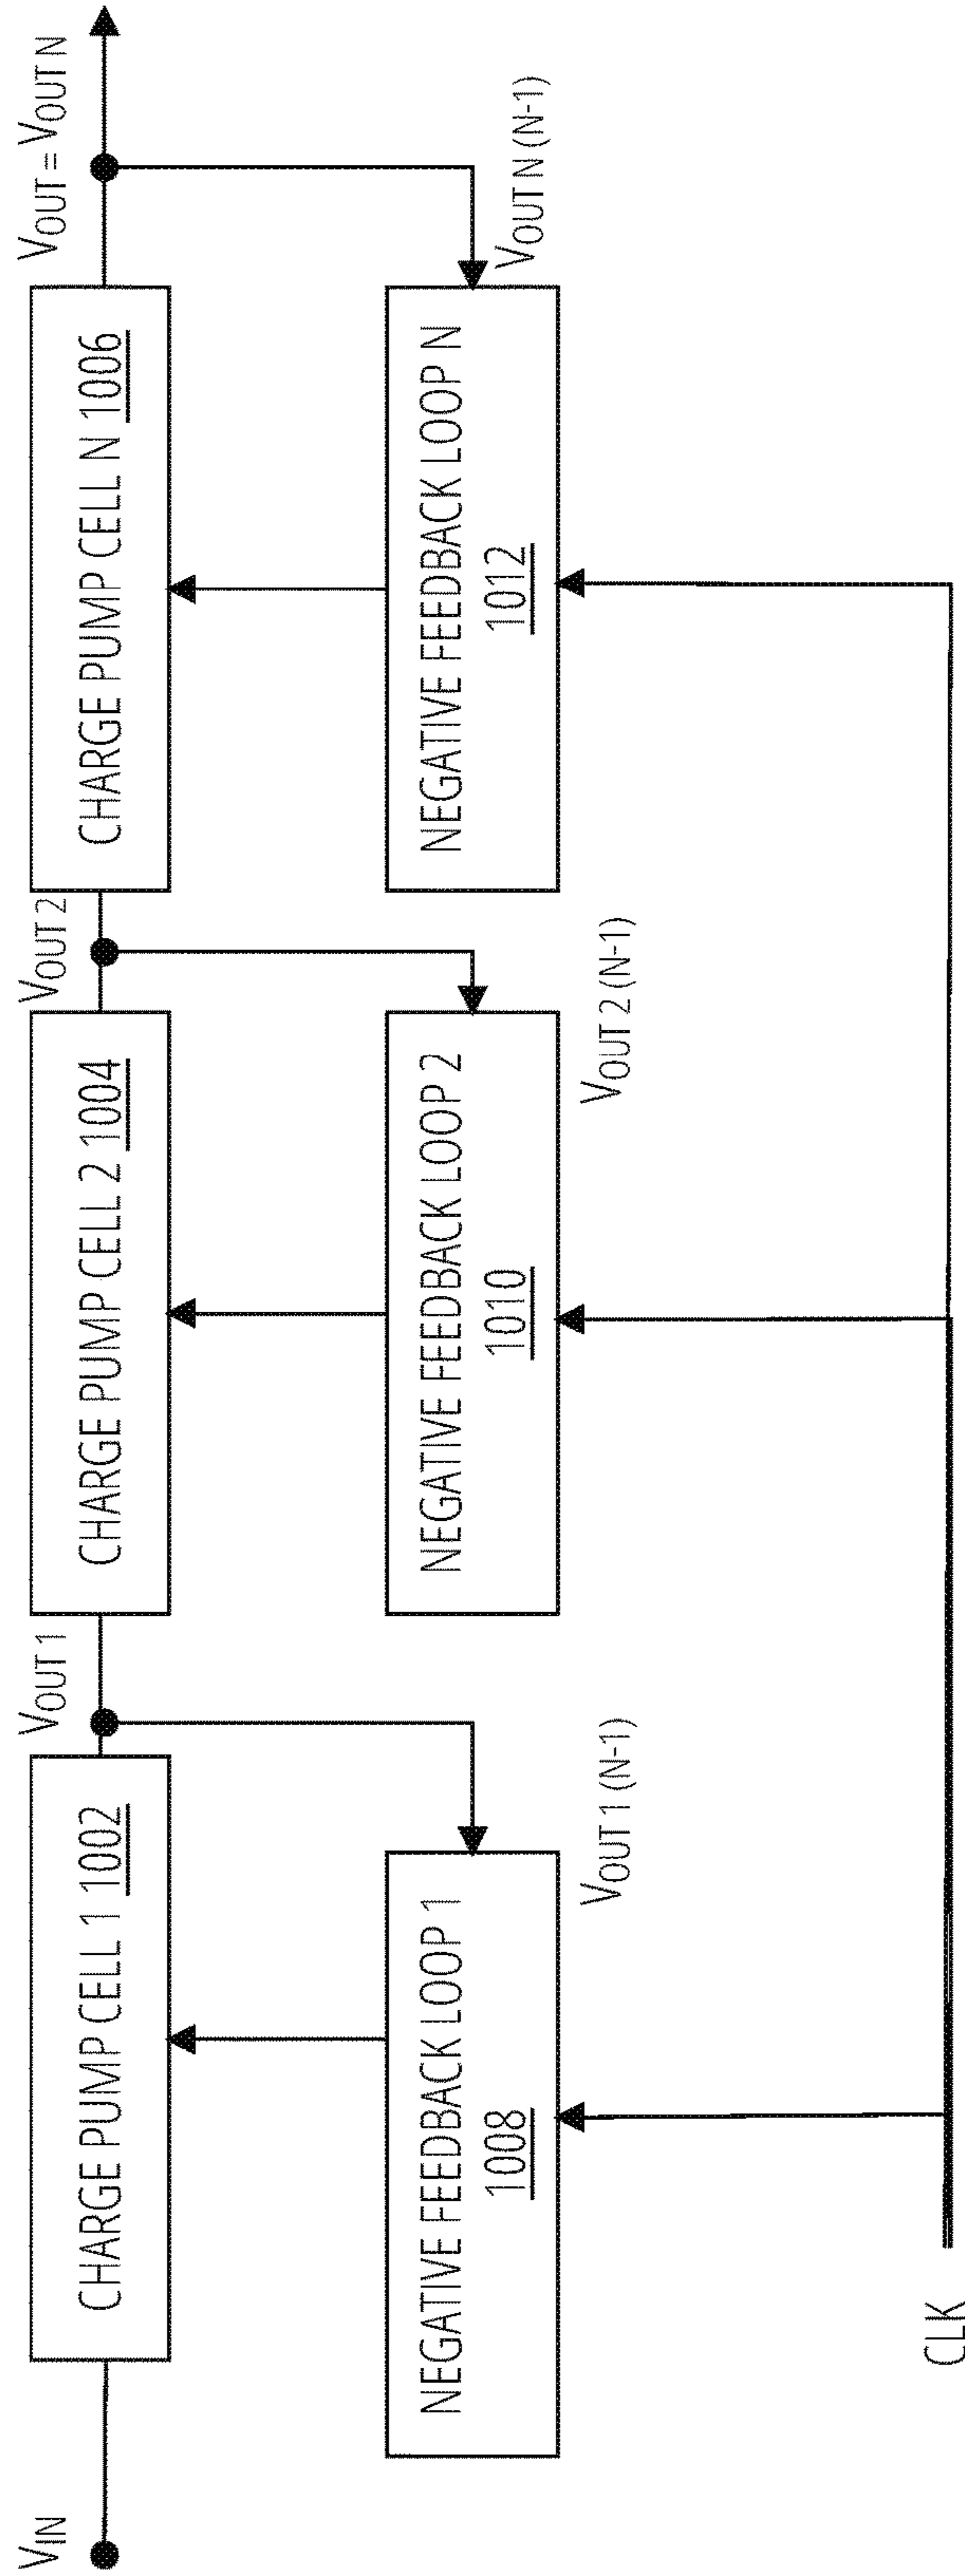 VIN
CHARGE PUMP CELL 1 1002
VOUT 1
CHARGE PUMP CELL 2 1004
VOUT 2
CHARGE PUMP CELL N 1006
VOUT = VOUT N
NEGATIVE FEEDBACK LOOP 1
1008
VOUT 1 (N-1)
NEGATIVE FEEDBACK LOOP 2
1010
VOUT 2 (N-1)
NEGATIVE FEEDBACK LOOP N
1012
VOUT N (N-1)
CLK